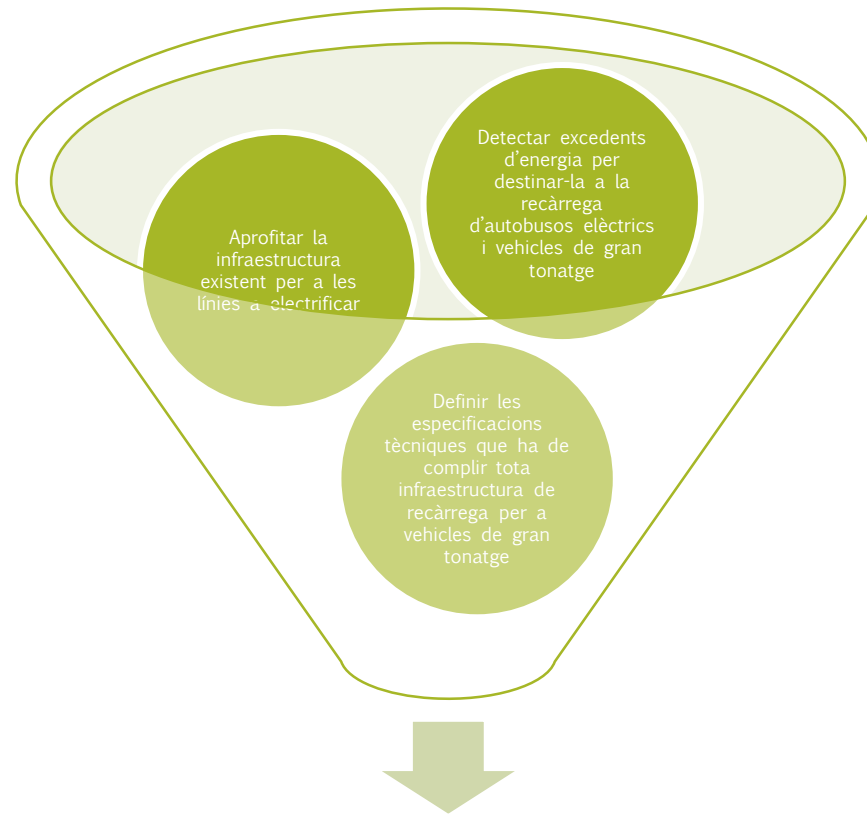 Aprofitar la
infraestructura
existent per a les
línies a electrificar
Detectar excedents
d'energia per
destinar-la a la
recàrrega
d'autobusos elèctrics
i vehicles de gran
tonatge
Definir les
especificacions
tècniques que ha de
complir tota
infraestructura de
recàrrega per a
vehicles de gran
tonatge